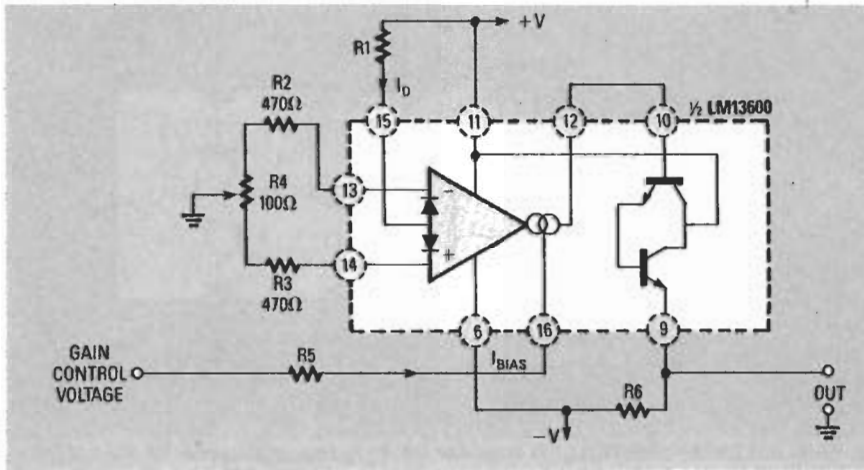 R1
+V
I_D
R2
470Ω
15
11
12
10
½ LM13600
R4
100Ω
13
−
+
14
R3
470Ω
6
16
9
GAIN
CONTROL
VOLTAGE
R5
I_BIAS
R6
−V
OUT